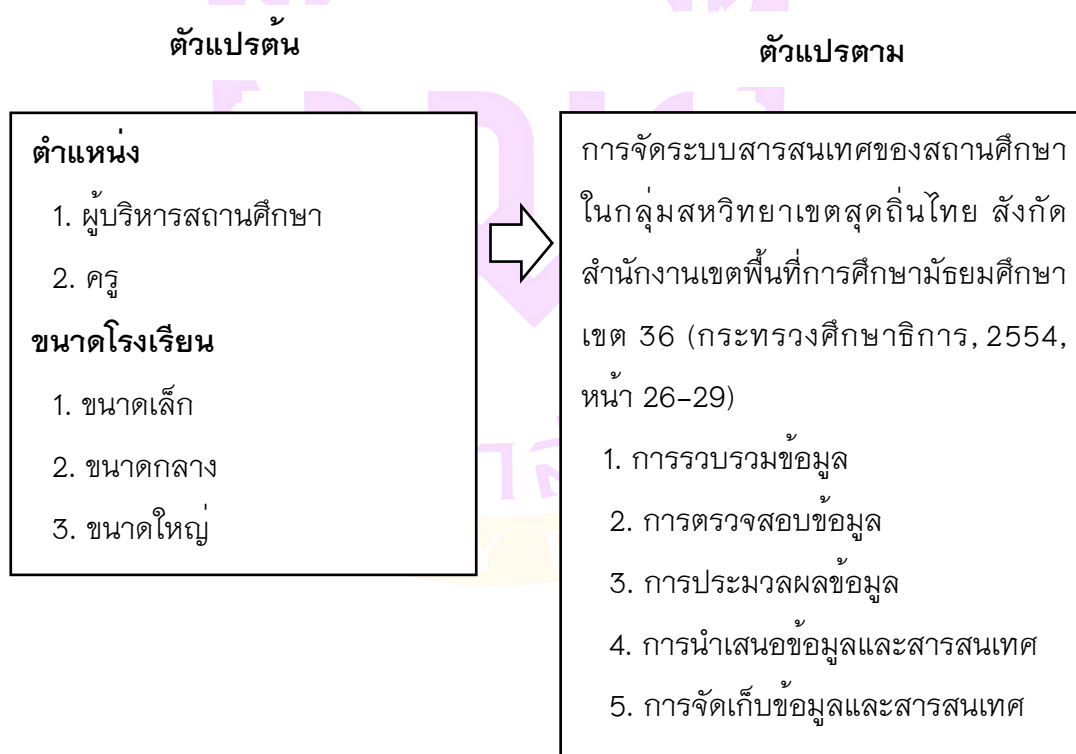 ตัวแปรต้น
ตัวแปรตาม
ตำแหน่ง
1. ผู้บริหารสถานศึกษา
2. ครู
ขนาดโรงเรียน
1. ขนาดเล็ก
2. ขนาดกลาง
3. ขนาดใหญ่
การจัดระบบสารสนเทศของสถานศึกษา
ในกลุ่มสหวิทยาเขตสุดถิ่นไทย สังกัด
สำนักงานเขตพื้นที่การศึกษามัธยมศึกษา
เขต 36 (กระทรวงศึกษาธิการ, 2554,
หน้า 26-29)
1. การรวบรวมข้อมูล
2. การตรวจสอบข้อมูล
3. การประมวลผลข้อมูล
4. การนำเสนอข้อมูลและสารสนเทศ
5. การจัดเก็บข้อมูลและสารสนเทศ